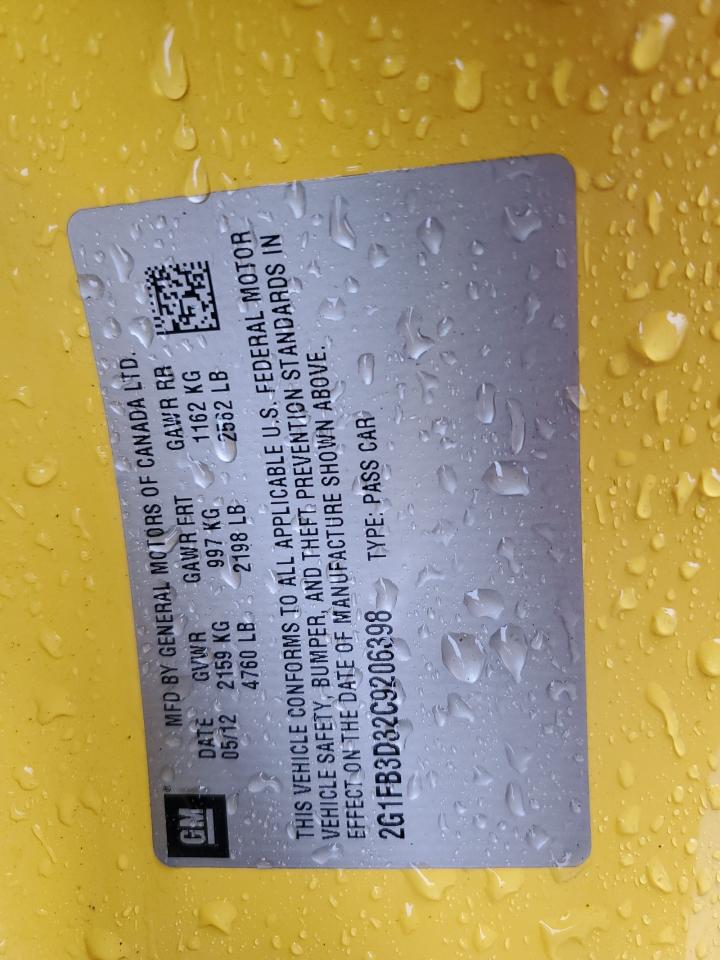 GM®
MFD BY GENERAL MOTORS OF CANADA LTD.
DATE GVWR GAWR FRT GAWR RR
05/12 2159 KG 997 KG 1162 KG
4760 LB 2198 LB 2562 LB
THIS VEHICLE CONFORMS TO ALL APPLICABLE U.S. FEDERAL MOTOR
VEHICLE SAFETY, BUMPER, AND THEFT PREVENTION STANDARDS IN
EFFECT ON THE DATE OF MANUFACTURE SHOWN ABOVE.
2G1FB3D32C9206398 TYPE: PASS CAR